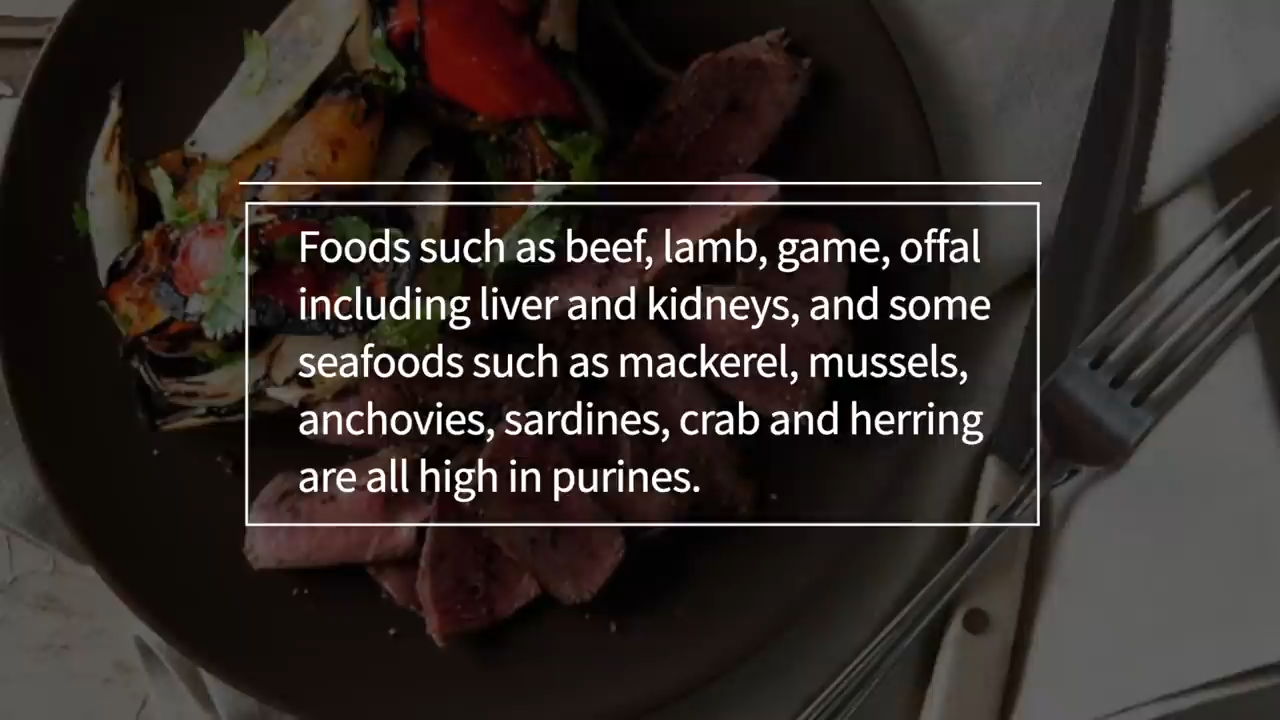 Foods such as beef, lamb, game, offal
including liver and kidneys, and some
seafoods such as mackerel, mussels,
anchovies, sardines, crab and herring
are all high in purines.